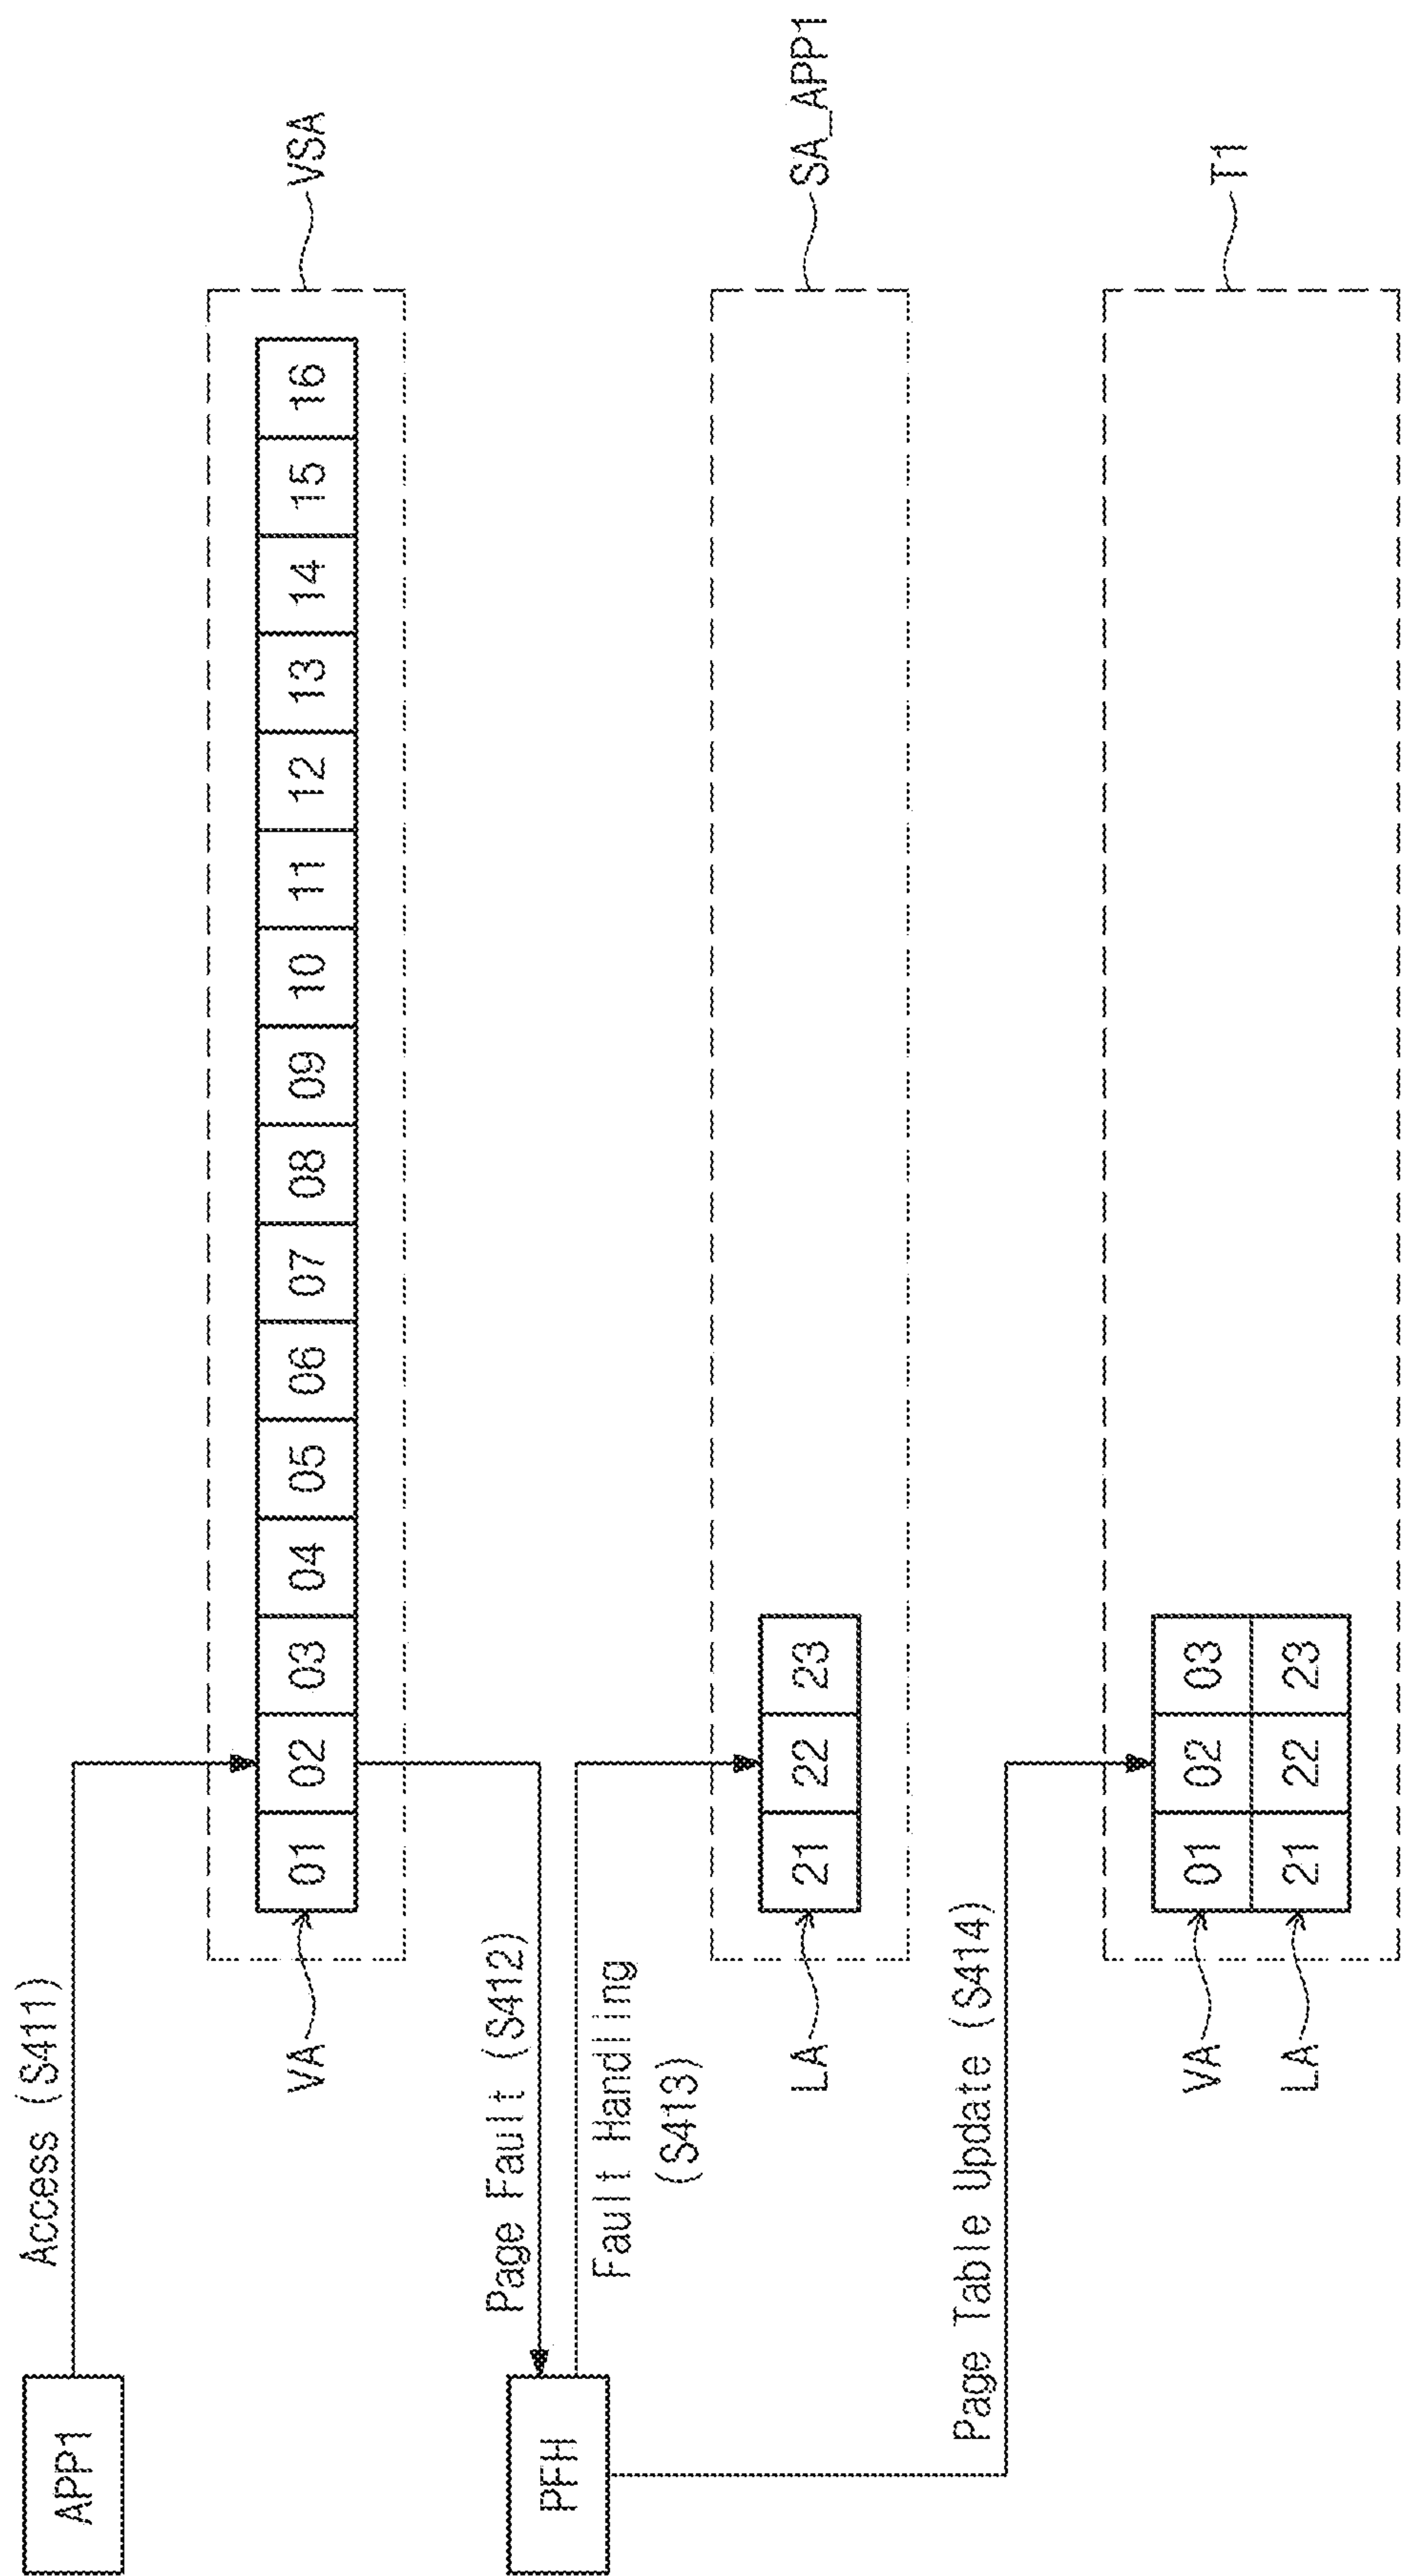 APP1
Access (S411)
VSA
VA
01 02 03 04 05 06 07 08 09 10 11 12 13 14 15 16
Page Fault (S412)
PFH
Fault Handling
(S413)
SA_APP1
LA
21 22 23
Page Table Update (S414)
T1
VA
01 02 03
LA
21 22 23